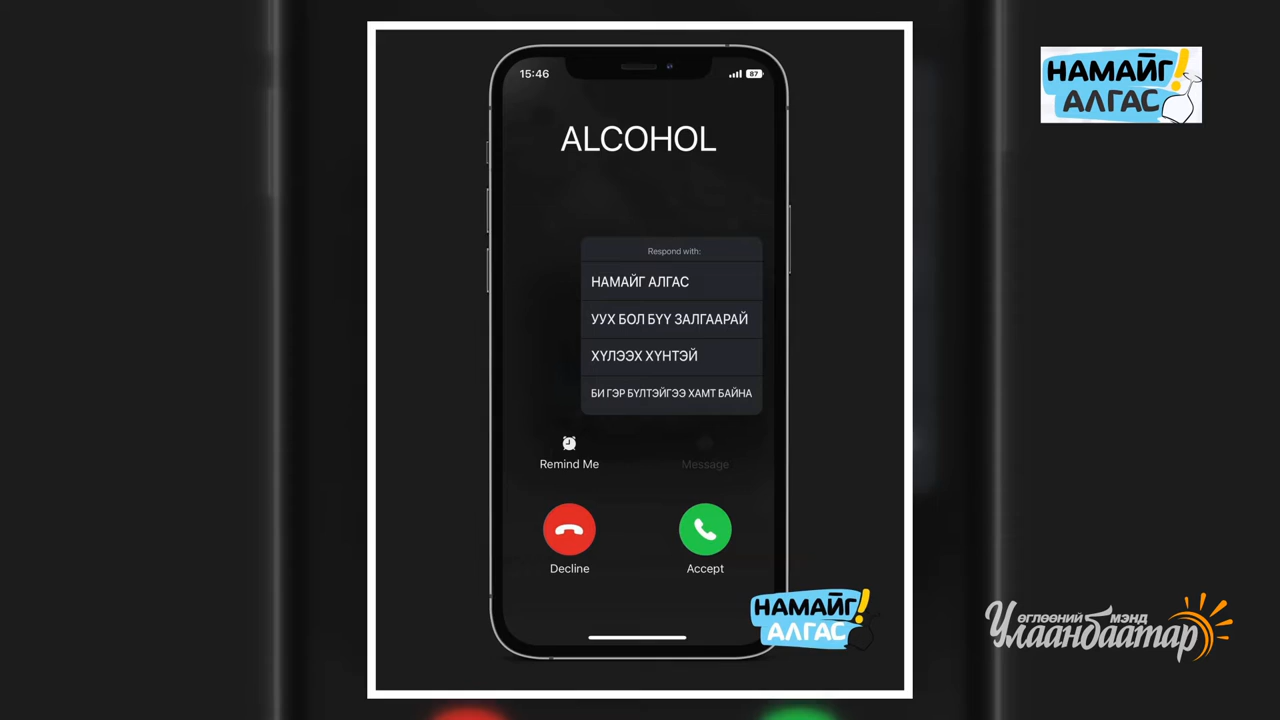 15:46
87
ALCOHOL
Respond with:
НАМАЙГ АЛГАС
УУХ БОЛ БҮҮ ЗАЛГААРАЙ
ХҮЛЭЭХ ХҮНТЭЙ
БИ ГЭР БҮЛТЭЙГЭЭ ХАМТ БАЙНА
Remind Me
Message
Decline
Accept
НАМАЙГ!
АЛГАС
НАМАЙГ!
АЛГАС
ӨГЛӨӨНИЙ МЭНД
Улаанбаатар